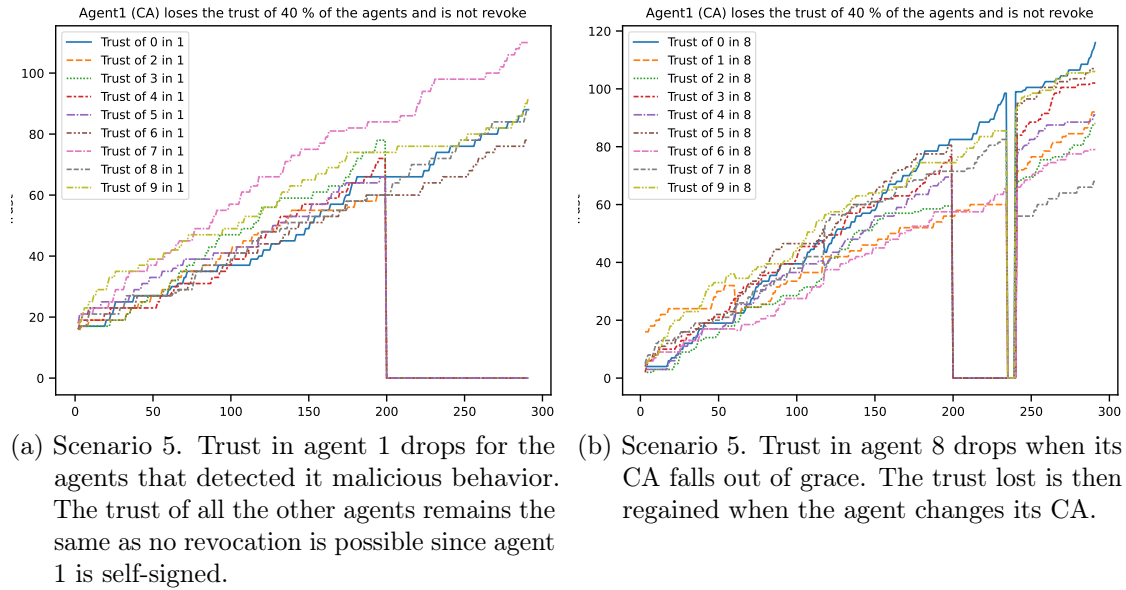 Agent1 (CA) loses the trust of 40 % of the agents and is not revoke
Trust of 0 in 1
Trust of 2 in 1
Trust of 3 in 1
Trust of 4 in 1
Trust of 5 in 1
Trust of 6 in 1
Trust of 7 in 1
Trust of 8 in 1
Trust of 9 in 1
100
80
60
40
20
0
0 50 100 150 200 250 300
(a) Scenario 5. Trust in agent 1 drops for the
agents that detected it malicious behavior.
The trust of all the other agents remains the
same as no revocation is possible since agent
1 is self-signed.
Agent1 (CA) loses the trust of 40 % of the agents and is not revoke
Trust of 0 in 8
Trust of 1 in 8
Trust of 2 in 8
Trust of 3 in 8
Trust of 4 in 8
Trust of 5 in 8
Trust of 6 in 8
Trust of 7 in 8
Trust of 9 in 8
120
100
80
60
40
20
0
0 50 100 150 200 250 300
(b) Scenario 5. Trust in agent 8 drops when its
CA falls out of grace. The trust lost is then
regained when the agent changes its CA.